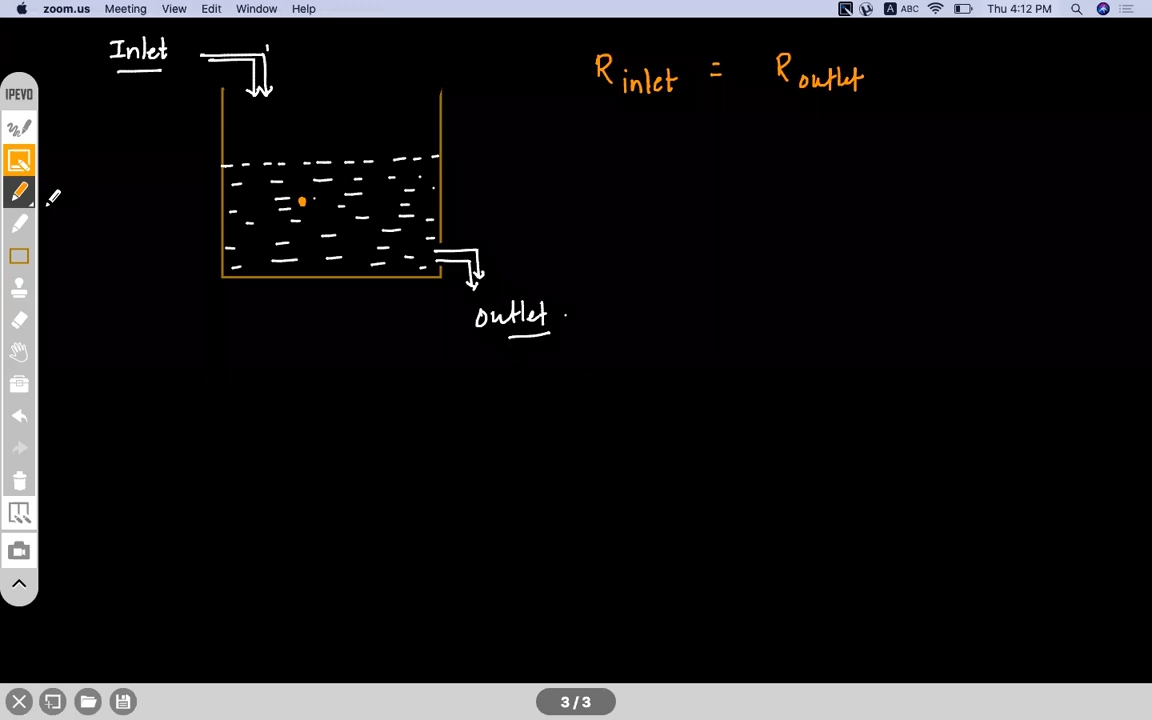 zoom.us Meeting View Edit Window Help ABC Thu 4:12 PM
Inlet
R inlet = R outlet
IPEVO
outlet
3 / 3